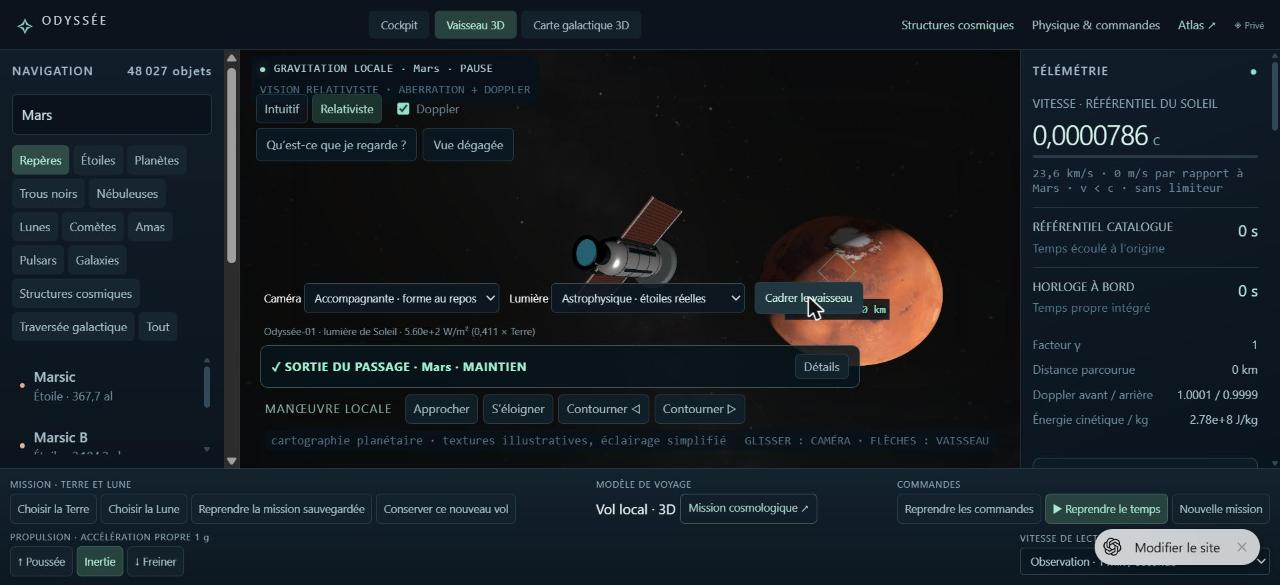 ODYSSÉE
Cockpit
Vaisseau 3D
Carte galactique 3D
Structures cosmiques
Physique & commandes
Atlas ↗
Privé
NAVIGATION
48 027 objets
Mars
Repères
Étoiles
Planètes
Trous noirs
Nébuleuses
Lunes
Comètes
Amas
Pulsars
Galaxies
Structures cosmiques
Traversée galactique
Tout
Marsic
Étoile · 367,7 al
Marsic B
GRAVITATION LOCALE · Mars · PAUSE
VISION RELATIVISTE · ABERRATION + DOPPLER
Intuitif
Relativiste
Doppler
Qu'est-ce que je regarde ?
Vue dégagée
Caméra
Accompagnante · forme au repos
Lumière
Astrophysique · étoiles réelles
Cadrer le vaisseau
km
Odyssée-01 · lumière de Soleil · 5.60e+2 W/m² (0,411 × Terre)
✓ SORTIE DU PASSAGE · Mars · MAINTIEN
Détails
MANŒUVRE LOCALE
Approcher
S'éloigner
Contourner ◁
Contourner ▷
cartographie planétaire · textures illustratives, éclairage simplifié
GLISSER : CAMÉRA · FLÈCHES : VAISSEAU
TÉLÉMÉTRIE
VITESSE · RÉFÉRENTIEL DU SOLEIL
0,0000786 c
23,6 km/s · 0 m/s par rapport à
Mars · v < c · sans limiteur
RÉFÉRENTIEL CATALOGUE
0 s
Temps écoulé à l'origine
HORLOGE À BORD
0 s
Temps propre intégré
Facteur γ
1
Distance parcourue
0 km
Doppler avant / arrière
1.0001 / 0.9999
Énergie cinétique / kg
2.78e+8 J/kg
MISSION · TERRE ET LUNE
Choisir la Terre
Choisir la Lune
Reprendre la mission sauvegardée
Conserver ce nouveau vol
MODÈLE DE VOYAGE
Vol local · 3D
Mission cosmologique ↗
COMMANDES
Reprendre les commandes
▶ Reprendre le temps
Nouvelle mission
PROPULSION · ACCÉLÉRATION PROPRE 1 g
↑ Poussée
Inertie
↓ Freiner
VITESSE DE
Observation ·
Modifier le site